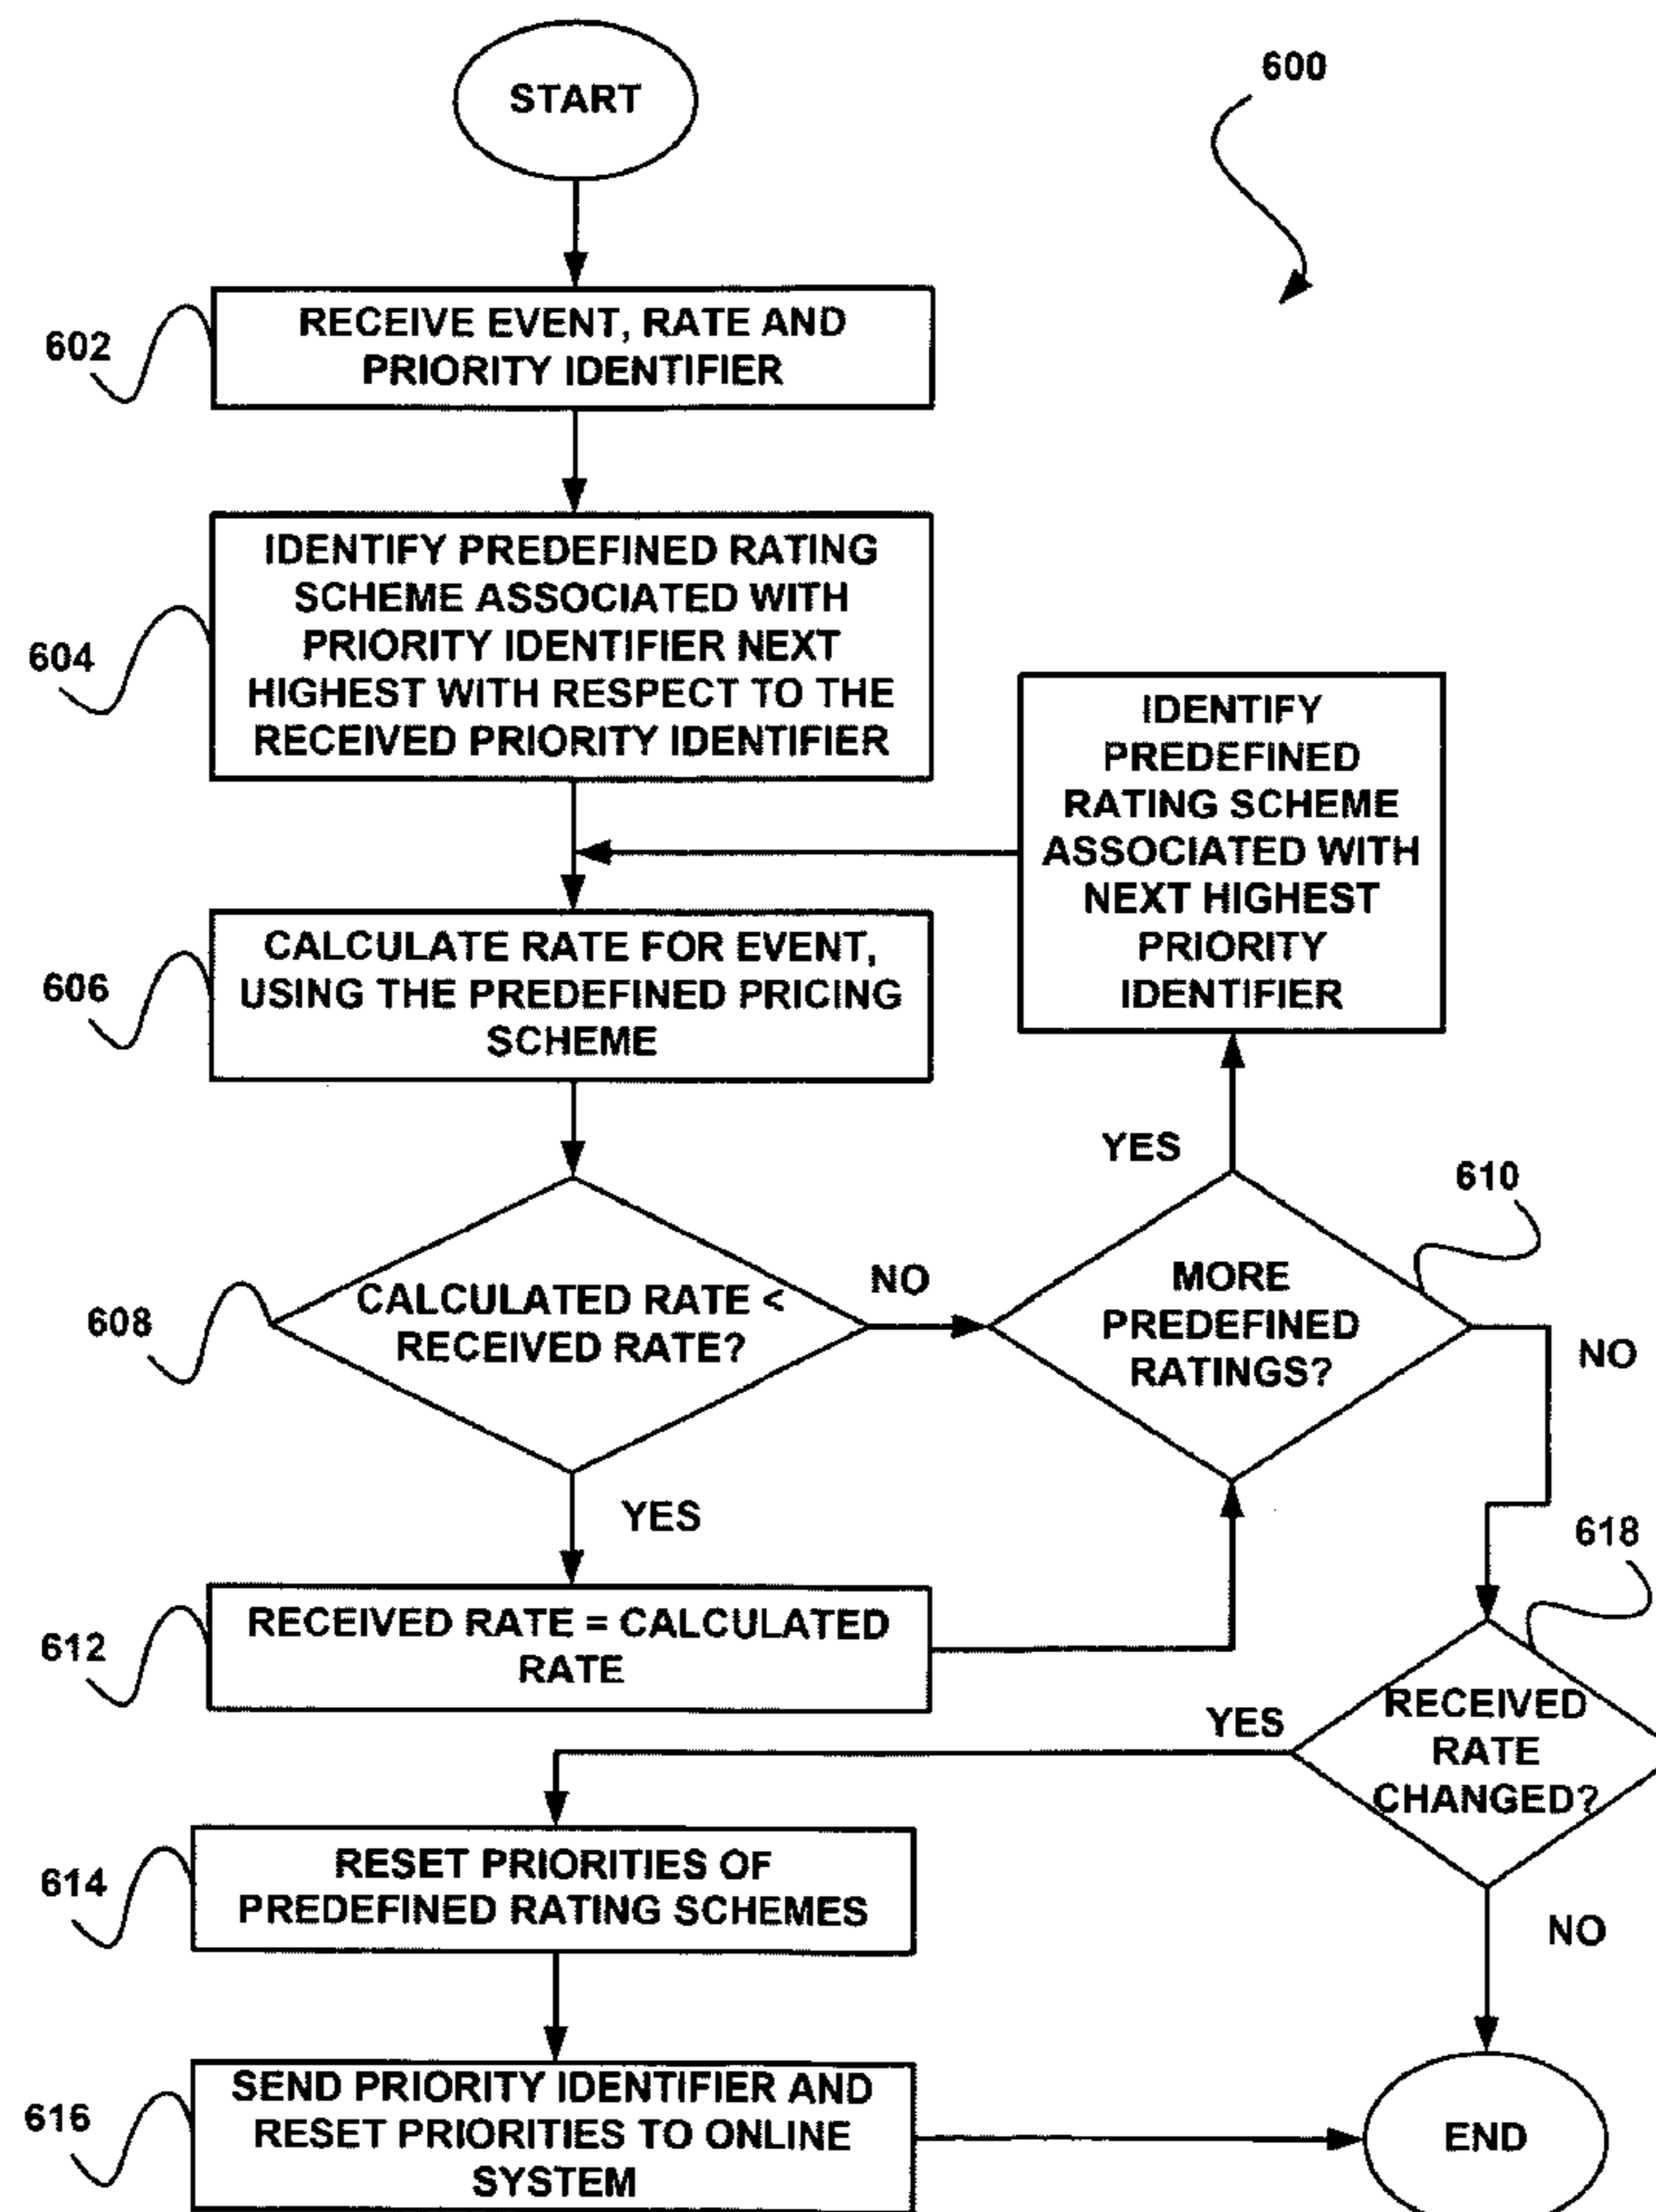 START
600
602
RECEIVE EVENT, RATE AND
PRIORITY IDENTIFIER
604
IDENTIFY PREDEFINED RATING
SCHEME ASSOCIATED WITH
PRIORITY IDENTIFIER NEXT
HIGHEST WITH RESPECT TO THE
RECEIVED PRIORITY IDENTIFIER
IDENTIFY
PREDEFINED
RATING SCHEME
ASSOCIATED WITH
NEXT HIGHEST
PRIORITY
IDENTIFIER
606
CALCULATE RATE FOR EVENT,
USING THE PREDEFINED PRICING
SCHEME
YES
610
608
CALCULATED RATE <
RECEIVED RATE?
NO
MORE
PREDEFINED
RATINGS?
NO
YES
618
612
RECEIVED RATE = CALCULATED
RATE
YES
RECEIVED
RATE
CHANGED?
614
RESET PRIORITIES OF
PREDEFINED RATING SCHEMES
NO
616
SEND PRIORITY IDENTIFIER AND
RESET PRIORITIES TO ONLINE
SYSTEM
END